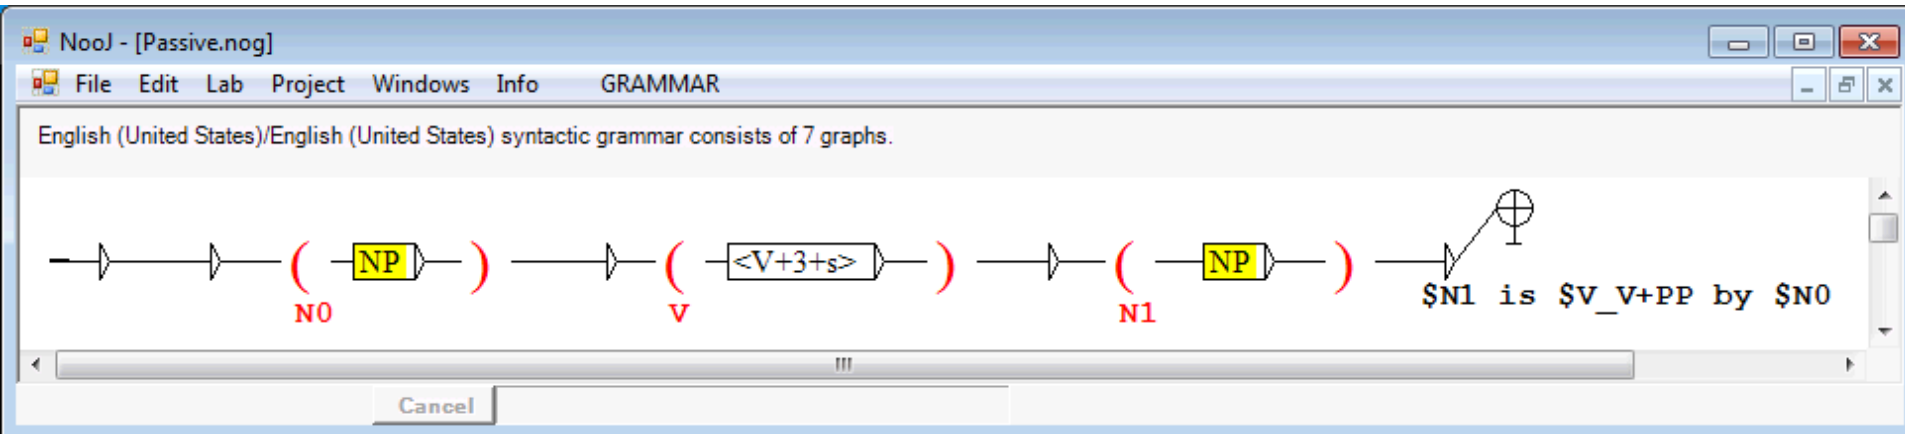 NooJ - [Passive.nog]
File Edit Lab Project Windows Info GRAMMAR
English (United States)/English (United States) syntactic grammar consists of 7 graphs.
( NP ) ( <V+3+s> ) ( NP )
N0 V N1 $N1 is $V_V+PP by $N0
Cancel